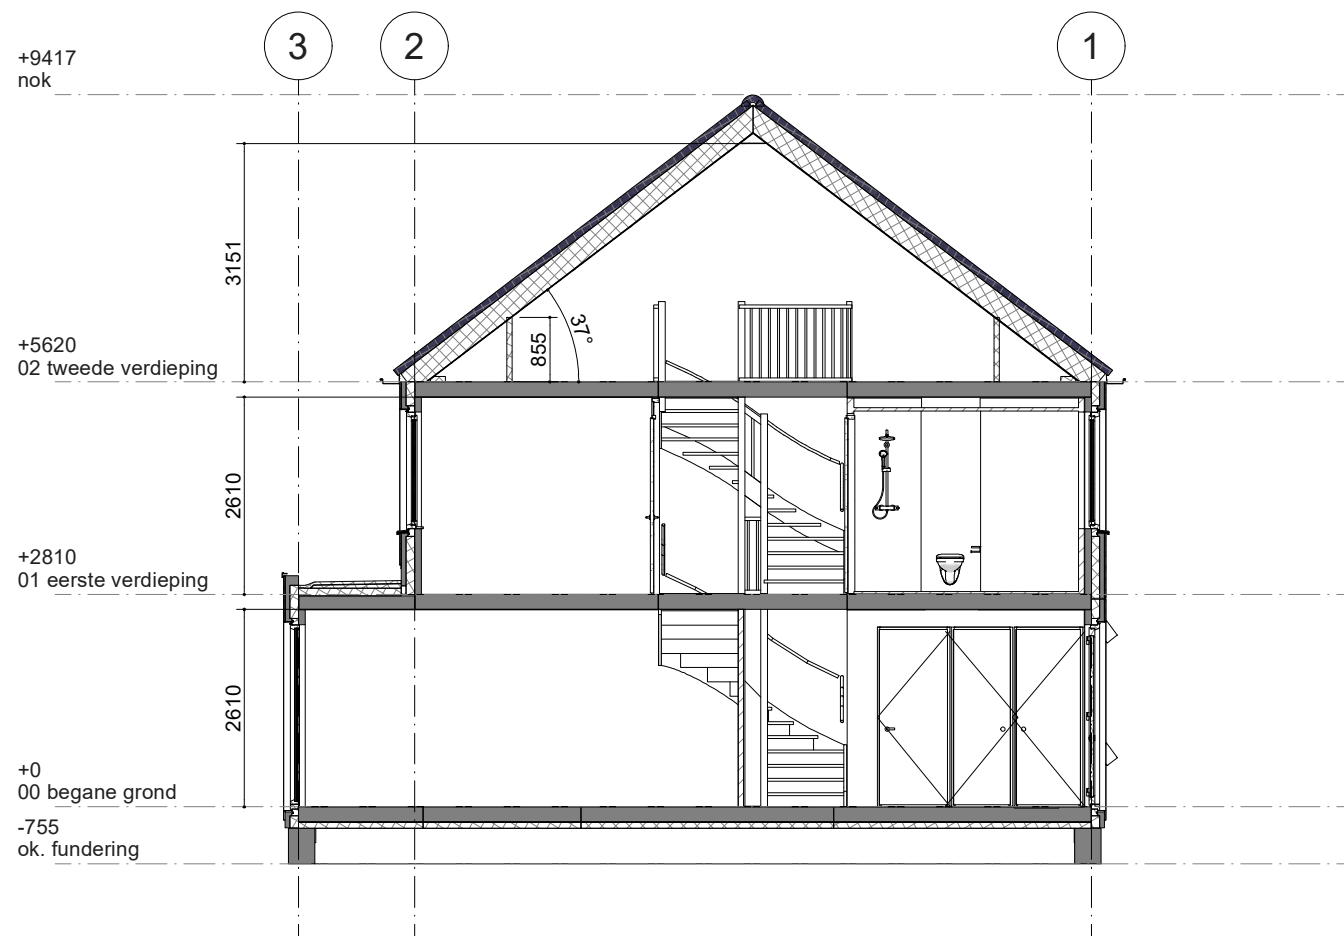 3
2
1
+9417
nok
3151
37°
855
+5620
02 tweede verdieping
2610
+2810
01 eerste verdieping
2610
+0
00 begane grond
-755
ok. fundering